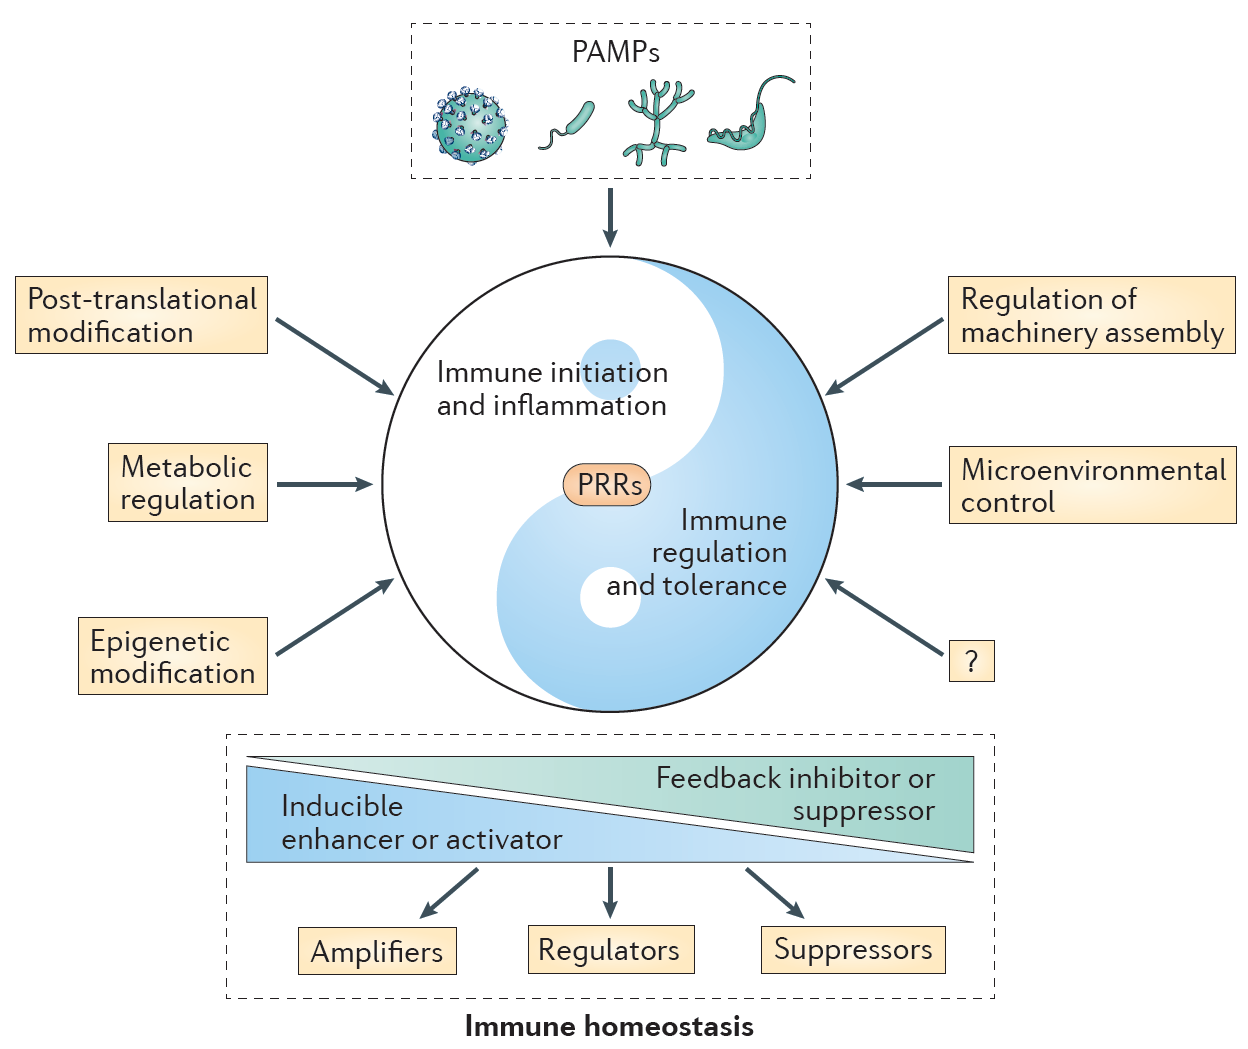 PAMPs
Post-translational
modification
Regulation of
machinery assembly
Immune initiation
and inflammation
Metabolic
regulation
PRRs
Microenvironmental
control
Immune
regulation
and tolerance
Epigenetic
modification
?
Feedback inhibitor or
suppressor
Inducible
enhancer or activator
Amplifiers
Regulators
Suppressors
Immune homeostasis